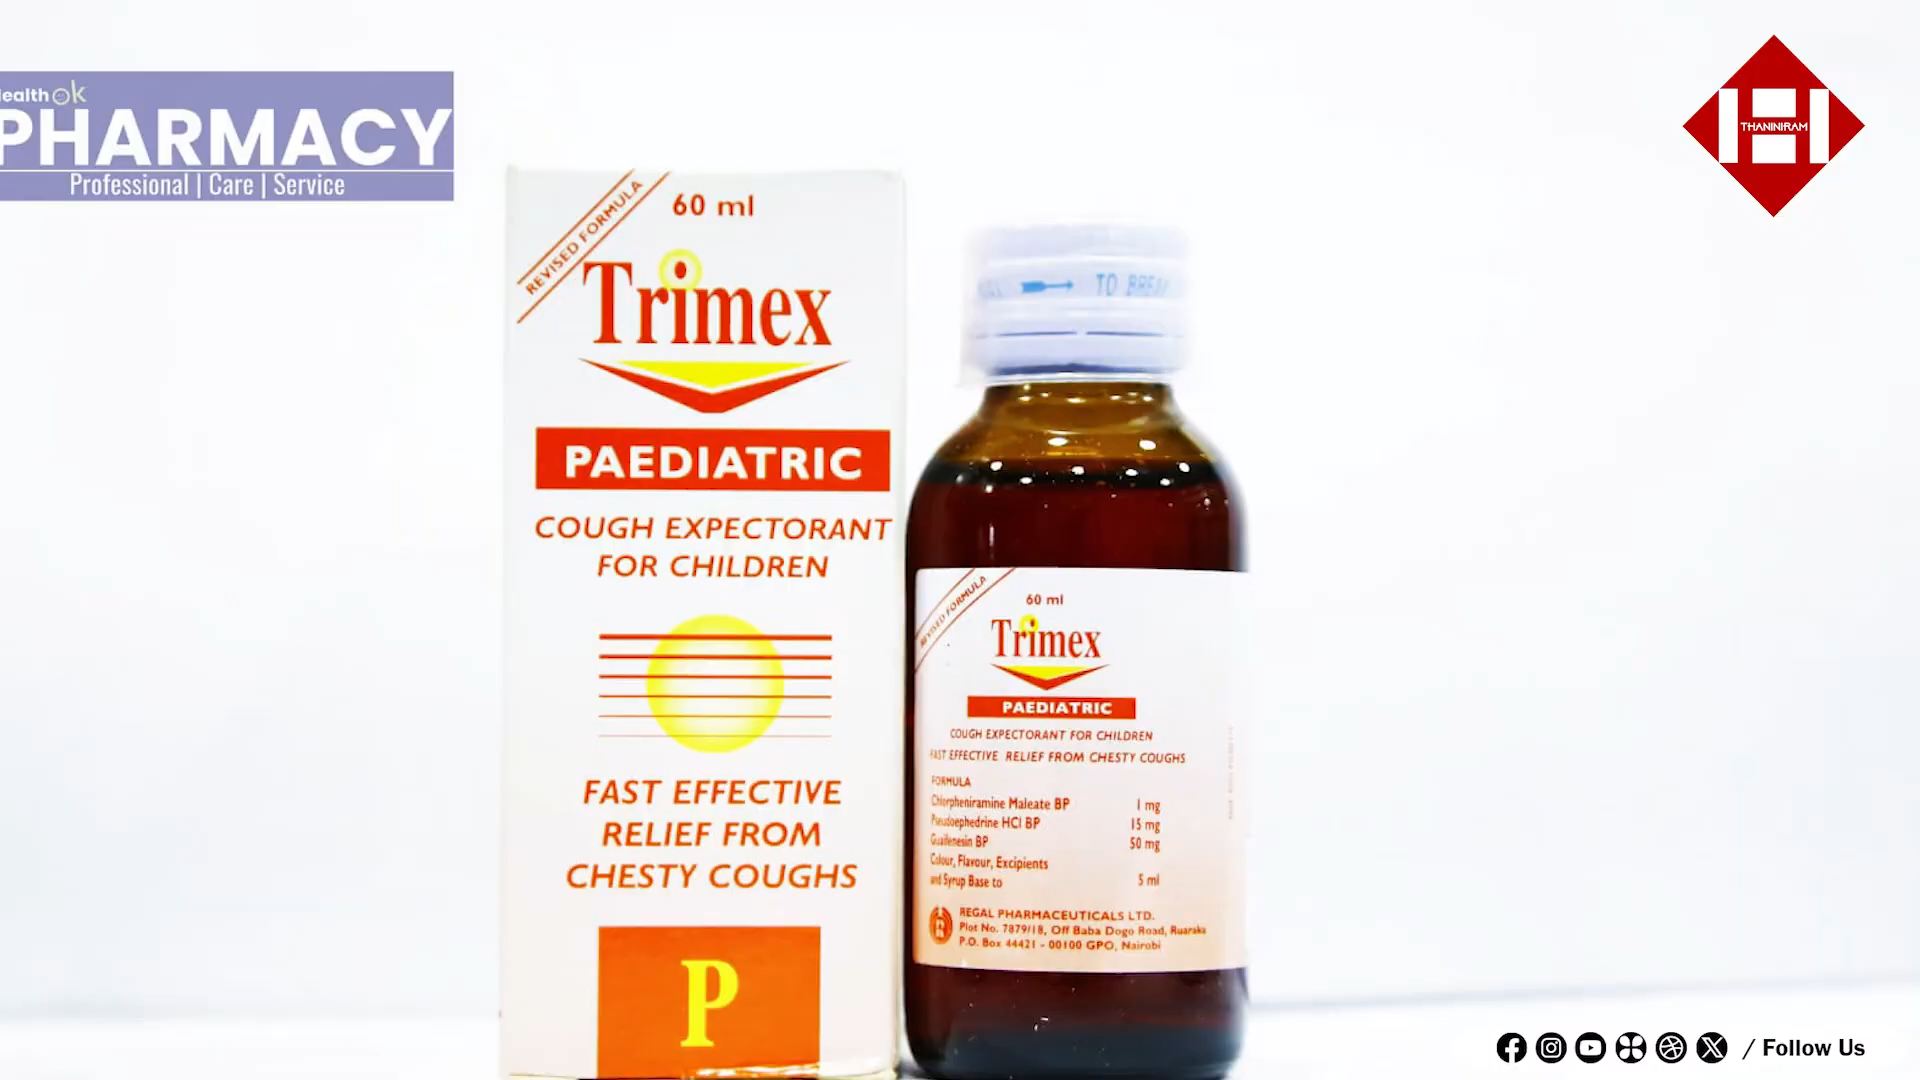 ealth ok
PHARMACY
Professional | Care | Service
THANINIRAM
REVISED FORMULA
60 ml
Trimex
PAEDIATRIC
COUGH EXPECTORANT
FOR CHILDREN
FAST EFFECTIVE
RELIEF FROM
CHESTY COUGHS
P
TO BREA
REVISED FORMULA
60 ml
Trimex
PAEDIATRIC
COUGH EXPECTORANT FOR CHILDREN
FAST EFFECTIVE RELIEF FROM CHESTY COUGHS
FORMULA
Chlorpheniramine Maleate BP 1 mg
Pseudoephedrine HCl BP 15 mg
Guaifenesin BP 50 mg
Colour, Flavour, Excipients
and Syrup Base to 5 ml
REGAL PHARMACEUTICALS LTD.
Plot No. 7879/18, Off Baba Dogo Road, Ruaraka
P.O. Box 44421 - 00100 GPO, Nairobi
/ Follow Us